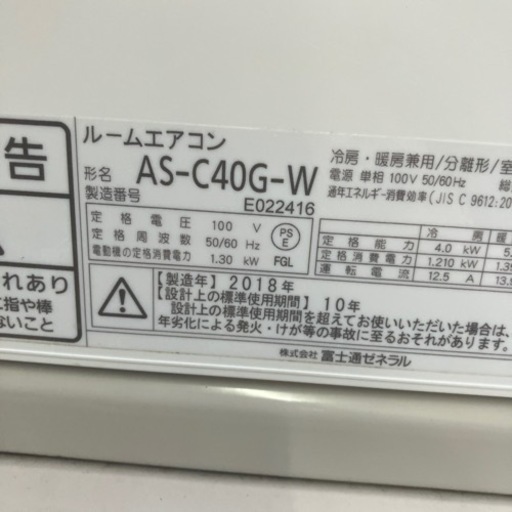 告
れあり
に指や棒
ないこと
ルームエアコン
形名 AS-C40G-W
製造番号 E022416
定格電圧 100 V
定格周波数 50/60 Hz
電動機の定格消費電力 1.30 kW
PS E
FGL
冷房・暖房兼用/分離形/室
電源 単相 100V 50/60Hz
通年エネルギー消費効率(JIS C 9612:20
冷房 暖
定格能力 4.0 kW 5.
定格消費電力 1.210 kW 1.3
運転電流 12.5 A 13.
【製造年】2018年
【設計上の標準使用期間】10年
設計上の標準使用期間を超えてお使いいただいた場合は、
年劣化による発火・けが等の事故に至るおそれがあります。
株式会社 富士通ゼネラル